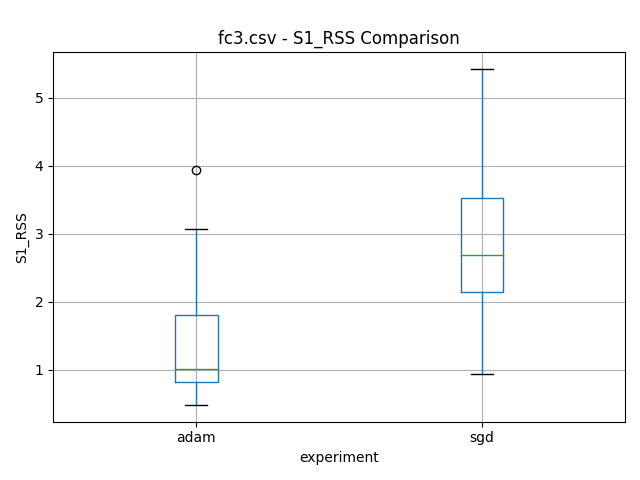 fc3.csv - S1_RSS Comparison
5
4
3
2
1
S1_RSS
adam
sgd
experiment